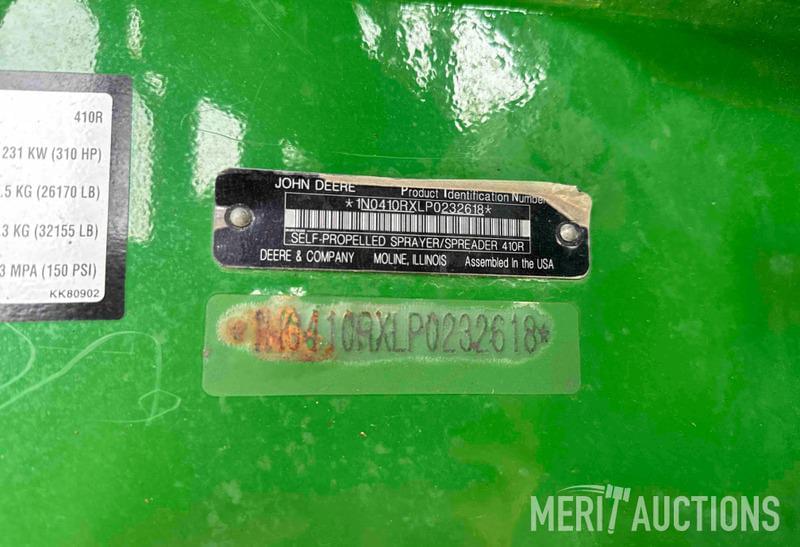 410R
231 KW (310 HP)
.5 KG (26170 LB)
.3 KG (32155 LB)
3 MPA (150 PSI)
KK80902
JOHN DEERE Product Identification Number
*1N0410RXLP0232618*
SELF-PROPELLED SPRAYER/SPREADER 410R
DEERE & COMPANY MOLINE, ILLINOIS Assembled in the USA
*1N0410RXLP0232618*
MERIT AUCTIONS